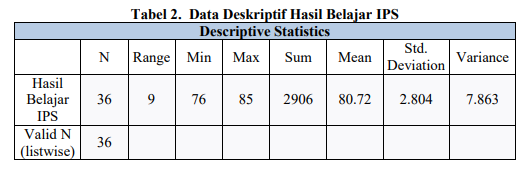 Tabel 2. Data Deskriptif Hasil Belajar IPS
Descriptive Statistics
N Range Min Max Sum Mean Std. Deviation Variance
Hasil Belajar IPS 36 9 76 85 2906 80.72 2.804 7.863
Valid N (listwise) 36